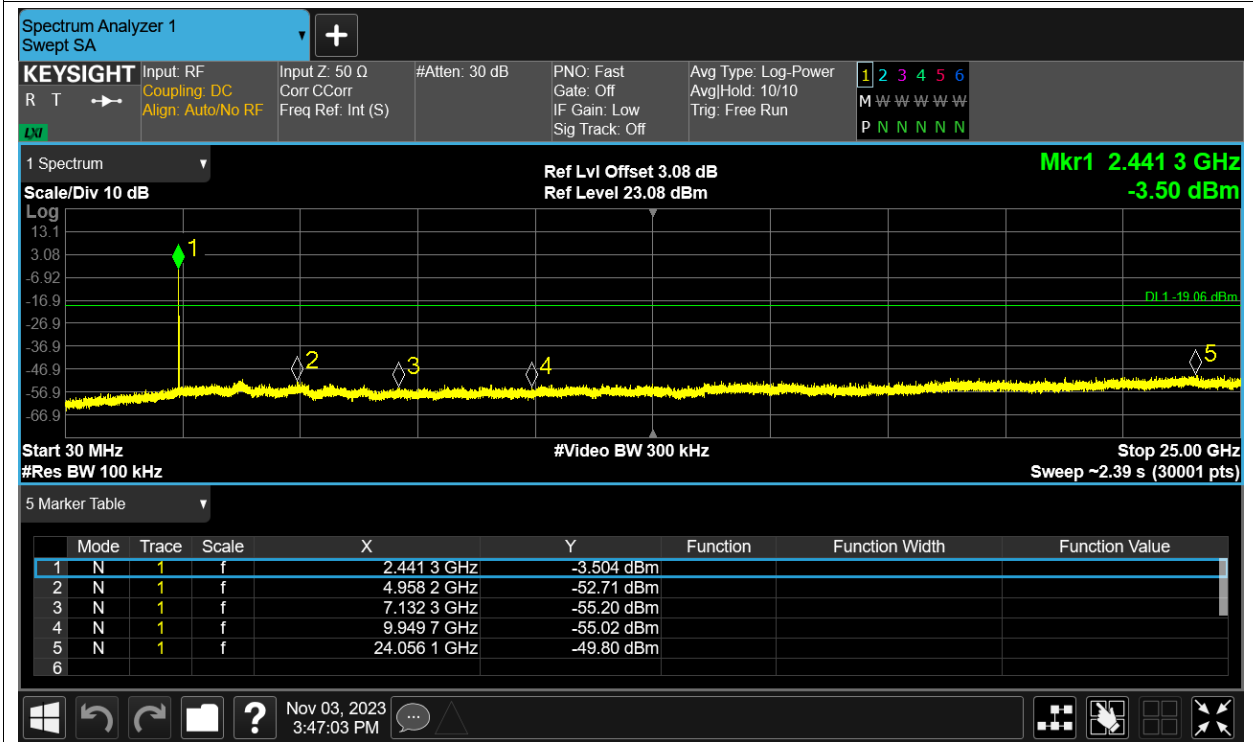 Spectrum Analyzer 1
Swept SA
+
KEYSIGHT
R T
LXI
Input: RF
Coupling: DC
Align: Auto/No RF
Input Z: 50 Ω
Corr CCorr
Freq Ref: Int (S)
#Atten: 30 dB
PNO: Fast
Gate: Off
IF Gain: Low
Sig Track: Off
Avg Type: Log-Power
Avg|Hold: 10/10
Trig: Free Run
1 2 3 4 5 6
M W W W W W
P N N N N N
1 Spectrum
Scale/Div 10 dB
Ref Lvl Offset 3.08 dB
Ref Level 23.08 dBm
Mkr1 2.441 3 GHz
-3.50 dBm
Log
13.1
3.08
-6.92
-16.9
-26.9
-36.9
-46.9
-56.9
-66.9
1
2
3
4
5
DL1 -19.06 dBm
Start 30 MHz
#Res BW 100 kHz
#Video BW 300 kHz
Stop 25.00 GHz
Sweep ~2.39 s (30001 pts)
5 Marker Table
Mode Trace Scale X Y Function Function Width Function Value
1 N 1 f 2.441 3 GHz -3.504 dBm
2 N 1 f 4.958 2 GHz -52.71 dBm
3 N 1 f 7.132 3 GHz -55.20 dBm
4 N 1 f 9.949 7 GHz -55.02 dBm
5 N 1 f 24.056 1 GHz -49.80 dBm
6
?
Nov 03, 2023
3:47:03 PM